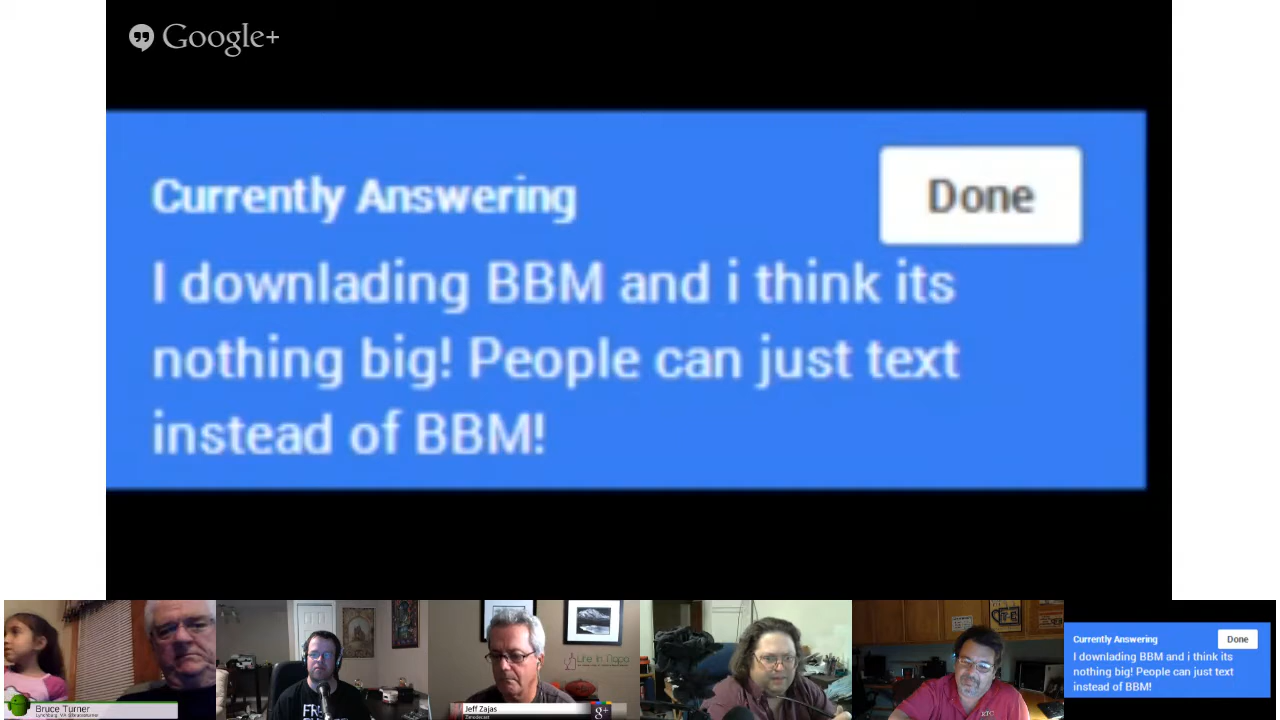 Google+
Currently Answering
Done
I downlading BBM and i think its
nothing big! People can just text
instead of BBM!
Bruce Turner
Jeff Zajas
g+
Currently Answering
Done
I downlading BBM and i think its
nothing big! People can just text
instead of BBM!